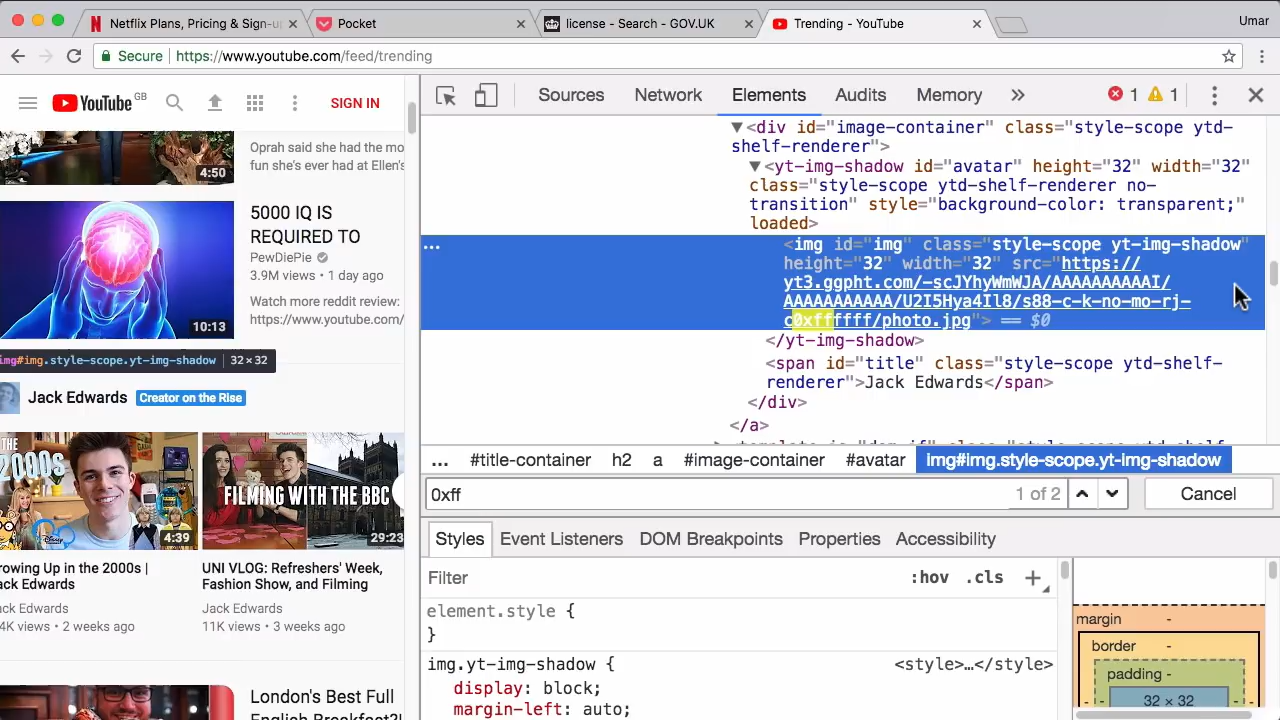 Netflix Plans, Pricing & Sign-u
Pocket
license - Search - GOV.UK
Trending - YouTube
Umar
Secure
https://www.youtube.com/feed/trending
YouTube GB
SIGN IN
4:50
Oprah said she had the mo
fun she's ever had at Ellen's
10:13
5000 IQ IS
REQUIRED TO
PewDiePie
3.9M views • 1 day ago
Watch more reddit review:
https://www.youtube.com/
img#img.style-scope.yt-img-shadow | 32×32
Jack Edwards
Creator on the Rise
THE
2000s
Disney
4:39
FILMING WITH THE BBC
29:23
rowing Up in the 2000s |
ack Edwards
ck Edwards
4K views • 2 weeks ago
UNI VLOG: Refreshers' Week,
Fashion Show, and Filming
Jack Edwards
11K views • 3 weeks ago
London's Best Full
English Breakfast?!
Sources
Network
Elements
Audits
Memory
»
1
1
▼<div id="image-container" class="style-scope ytd-
shelf-renderer">
▼<yt-img-shadow id="avatar" height="32" width="32"
class="style-scope ytd-shelf-renderer no-
transition" style="background-color: transparent;"
loaded>
...
<img id="img" class="style-scope yt-img-shadow"
height="32" width="32" src="https://
yt3.ggpht.com/-scJYhyWmWJA/AAAAAAAAAAI/
AAAAAAAAAAA/U2I5Hya4Il8/s88-c-k-no-mo-rj-
c0xffffff/photo.jpg"> == $0
</yt-img-shadow>
<span id="title" class="style-scope ytd-shelf-
renderer">Jack Edwards</span>
</div>
</a>
... #title-container h2 a #image-container #avatar img#img.style-scope.yt-img-shadow
0xff
1 of 2
Cancel
Styles
Event Listeners
DOM Breakpoints
Properties
Accessibility
Filter
:hov .cls +
element.style {
}
img.yt-img-shadow {
<style>…</style>
display: block;
margin-left: auto;
margin -
border -
padding -
- - 32 × 32 - -